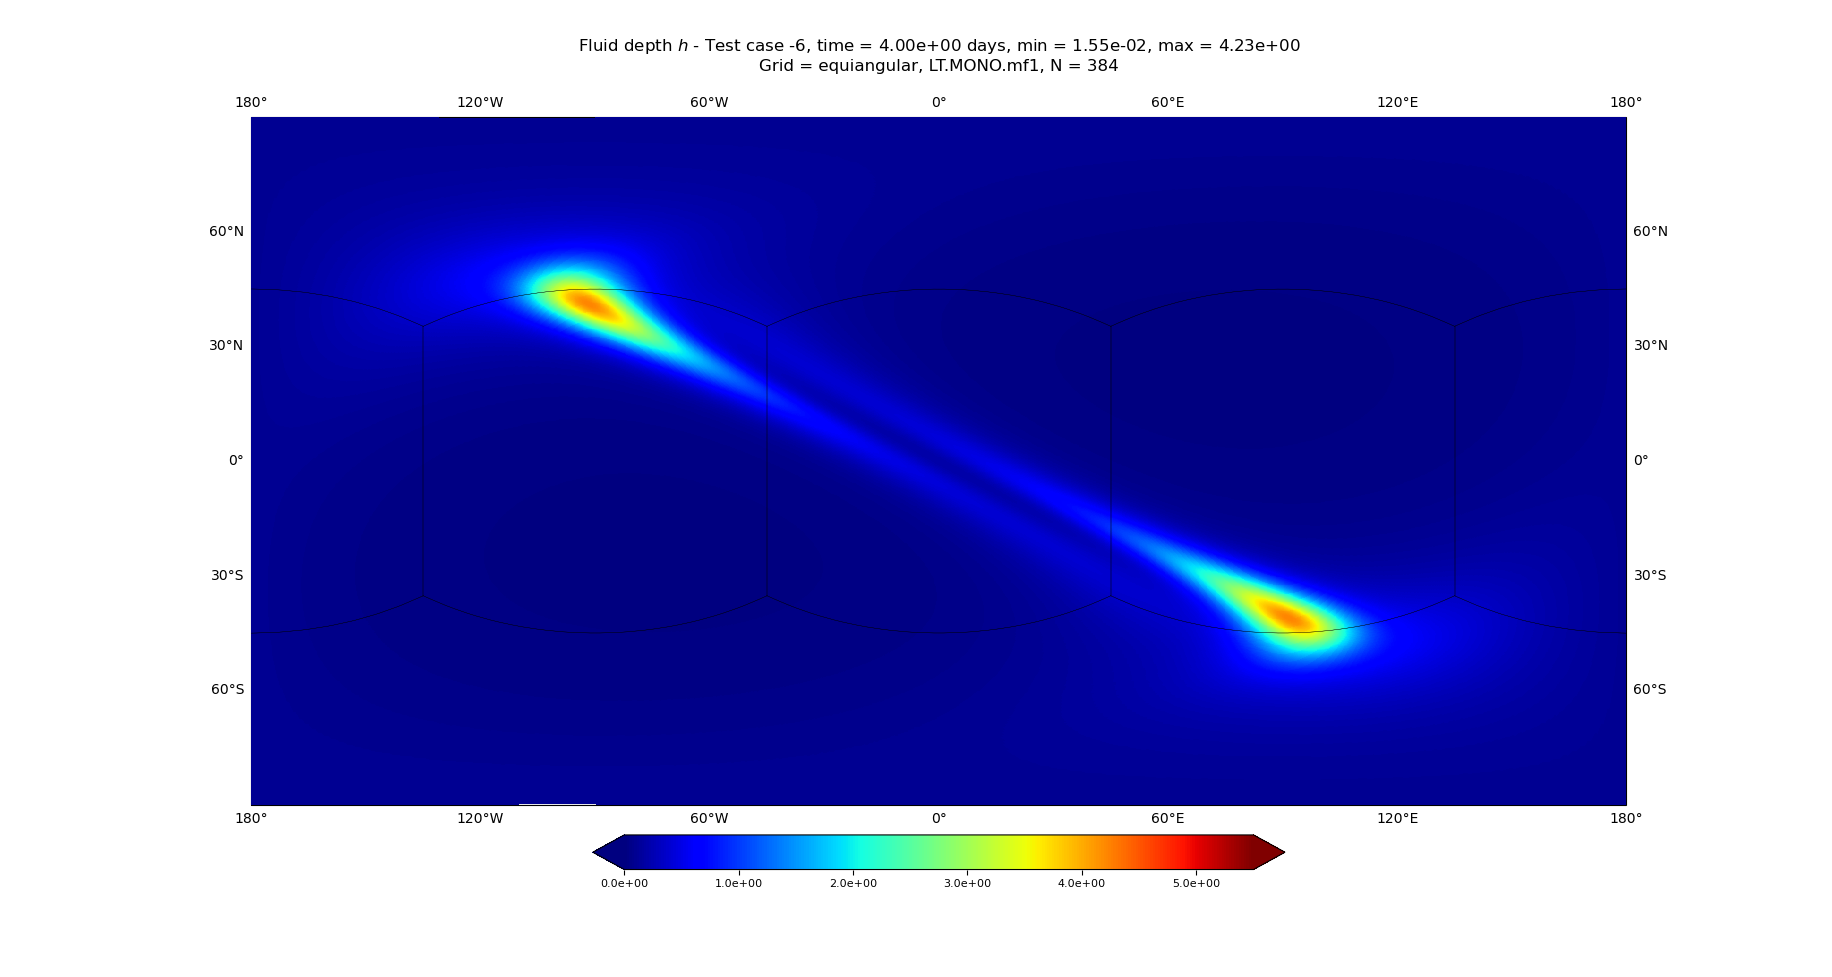 Fluid depth h - Test case -6, time = 4.00e+00 days, min = 1.55e-02, max = 4.23e+00
Grid = equiangular, LT.MONO.mf1, N = 384
180° 120°W 60°W 0° 60°E 120°E 180°
60°N 60°N
30°N 30°N
0° 0°
30°S 30°S
60°S 60°S
180° 120°W 60°W 0° 60°E 120°E 180°
0.0e+00 1.0e+00 2.0e+00 3.0e+00 4.0e+00 5.0e+00